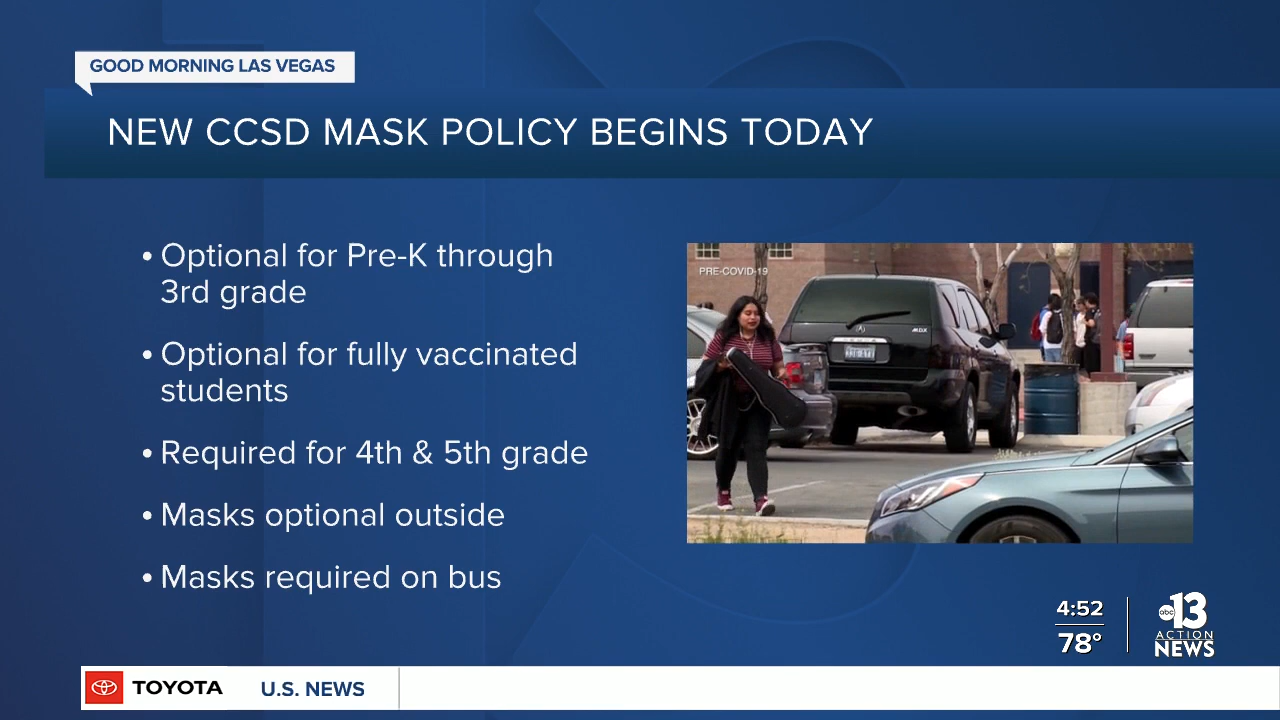 GOOD MORNING LAS VEGAS
NEW CCSD MASK POLICY BEGINS TODAY
• Optional for Pre-K through
3rd grade
• Optional for fully vaccinated
students
• Required for 4th & 5th grade
• Masks optional outside
• Masks required on bus
PRE-COVID-19
MDX
4:52
78°
abc 13
ACTION
NEWS
TOYOTA
U.S. NEWS